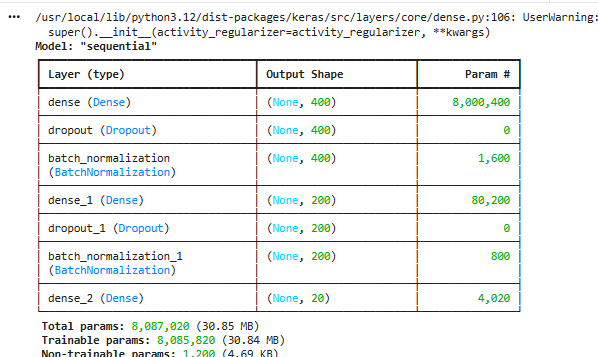 ••• /usr/local/lib/python3.12/dist-packages/keras/src/layers/core/dense.py:106: UserWarning:
super().__init__(activity_regularizer=activity_regularizer, **kwargs)
Model: "sequential"
Layer (type) Output Shape Param #
dense (Dense) (None, 400) 8,000,400
dropout (Dropout) (None, 400) 0
batch_normalization (None, 400) 1,600
(BatchNormalization)
dense_1 (Dense) (None, 200) 80,200
dropout_1 (Dropout) (None, 200) 0
batch_normalization_1 (None, 200) 800
(BatchNormalization)
dense_2 (Dense) (None, 20) 4,020
Total params: 8,087,020 (30.85 MB)
Trainable params: 8,085,820 (30.84 MB)
Non-trainable params: 1,200 (4.69 KB)